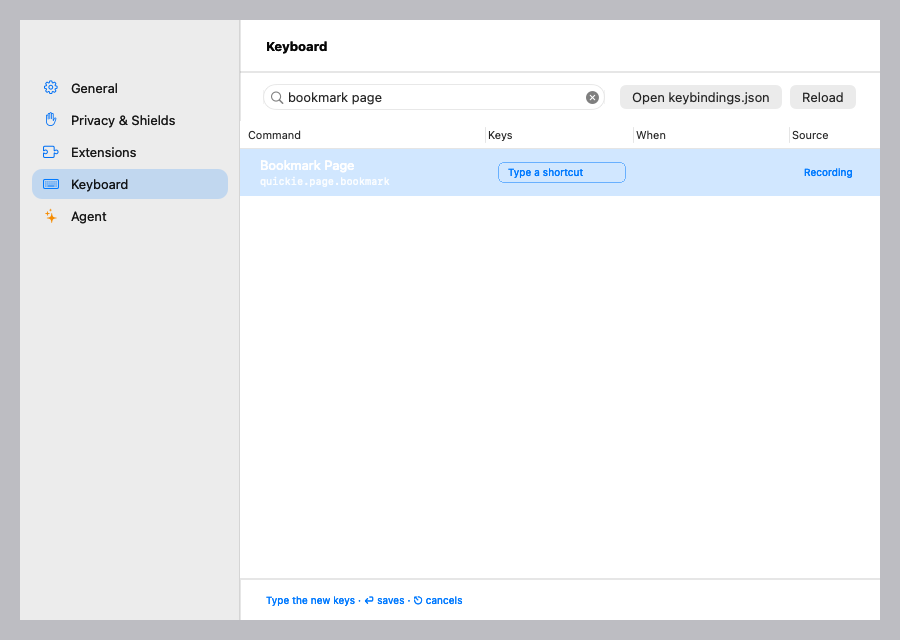 Keyboard
General
Privacy & Shields
Extensions
Keyboard
Agent
bookmark page
Open keybindings.json
Reload
Command
Keys
When
Source
Bookmark Page
quickie.page.bookmark
Type a shortcut
Recording
Type the new keys · ↩ saves · ⎋ cancels